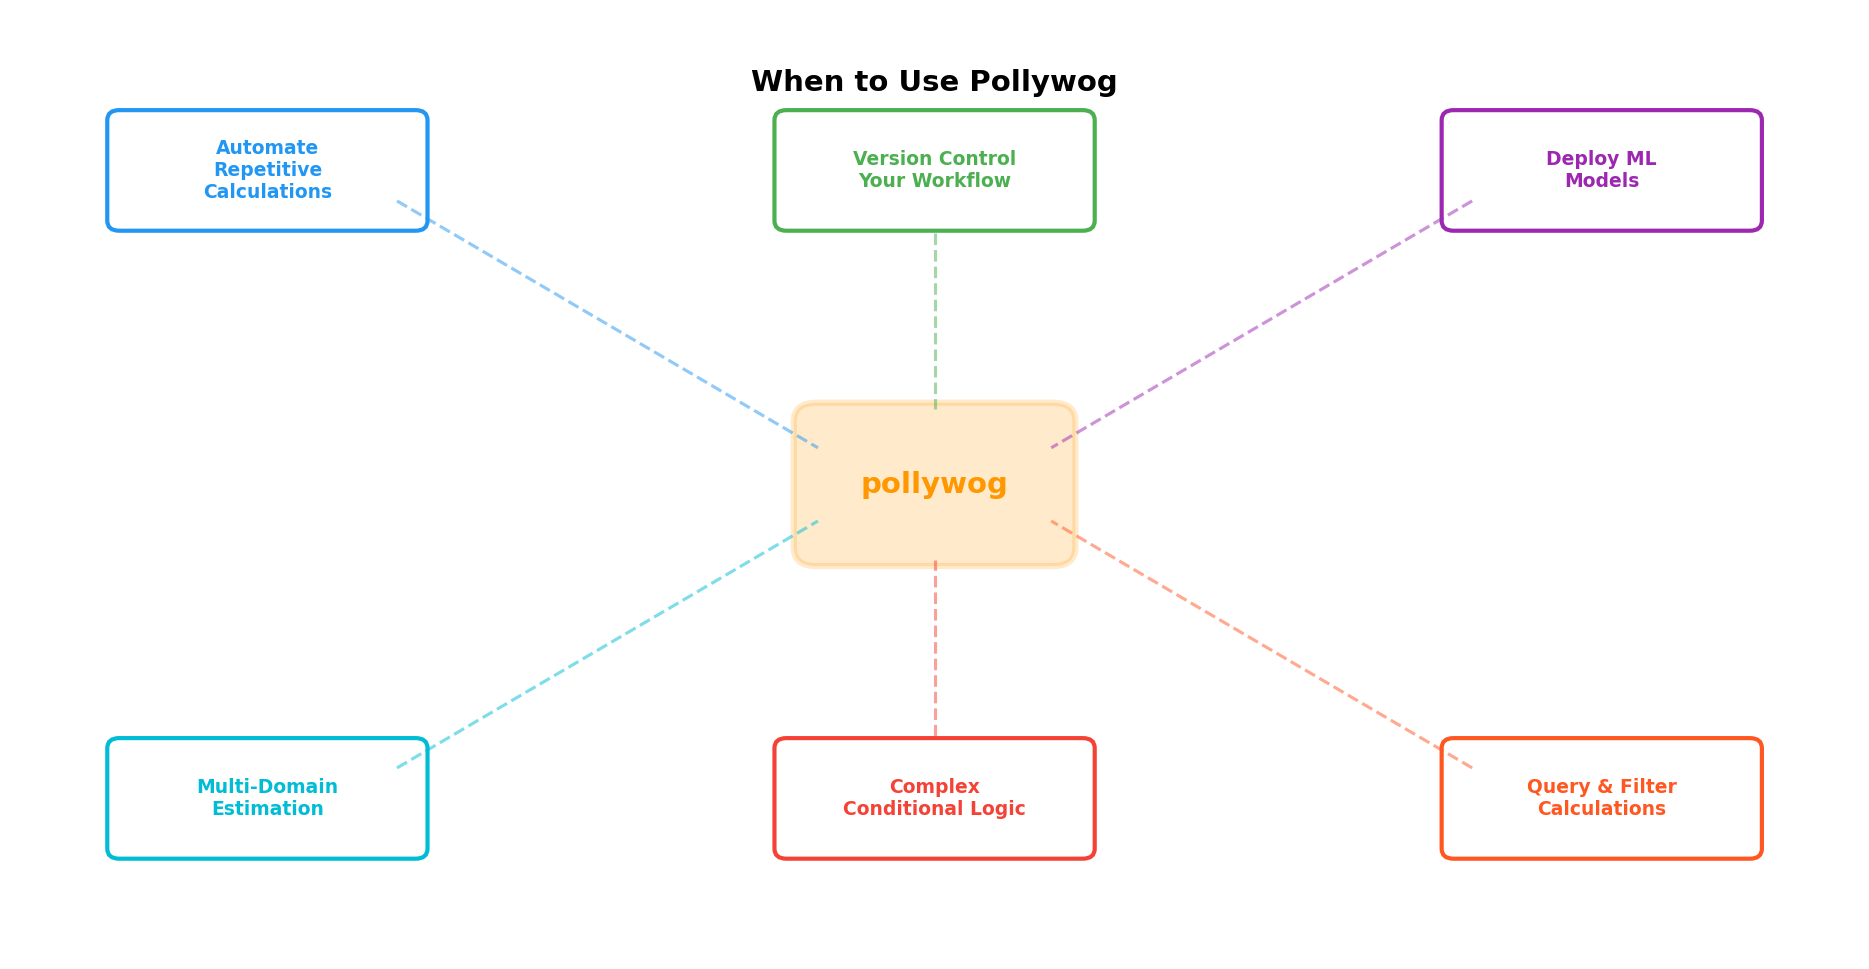 When to Use Pollywog
Automate
Repetitive
Calculations
Version Control
Your Workflow
Deploy ML
Models
pollywog
Multi-Domain
Estimation
Complex
Conditional Logic
Query & Filter
Calculations